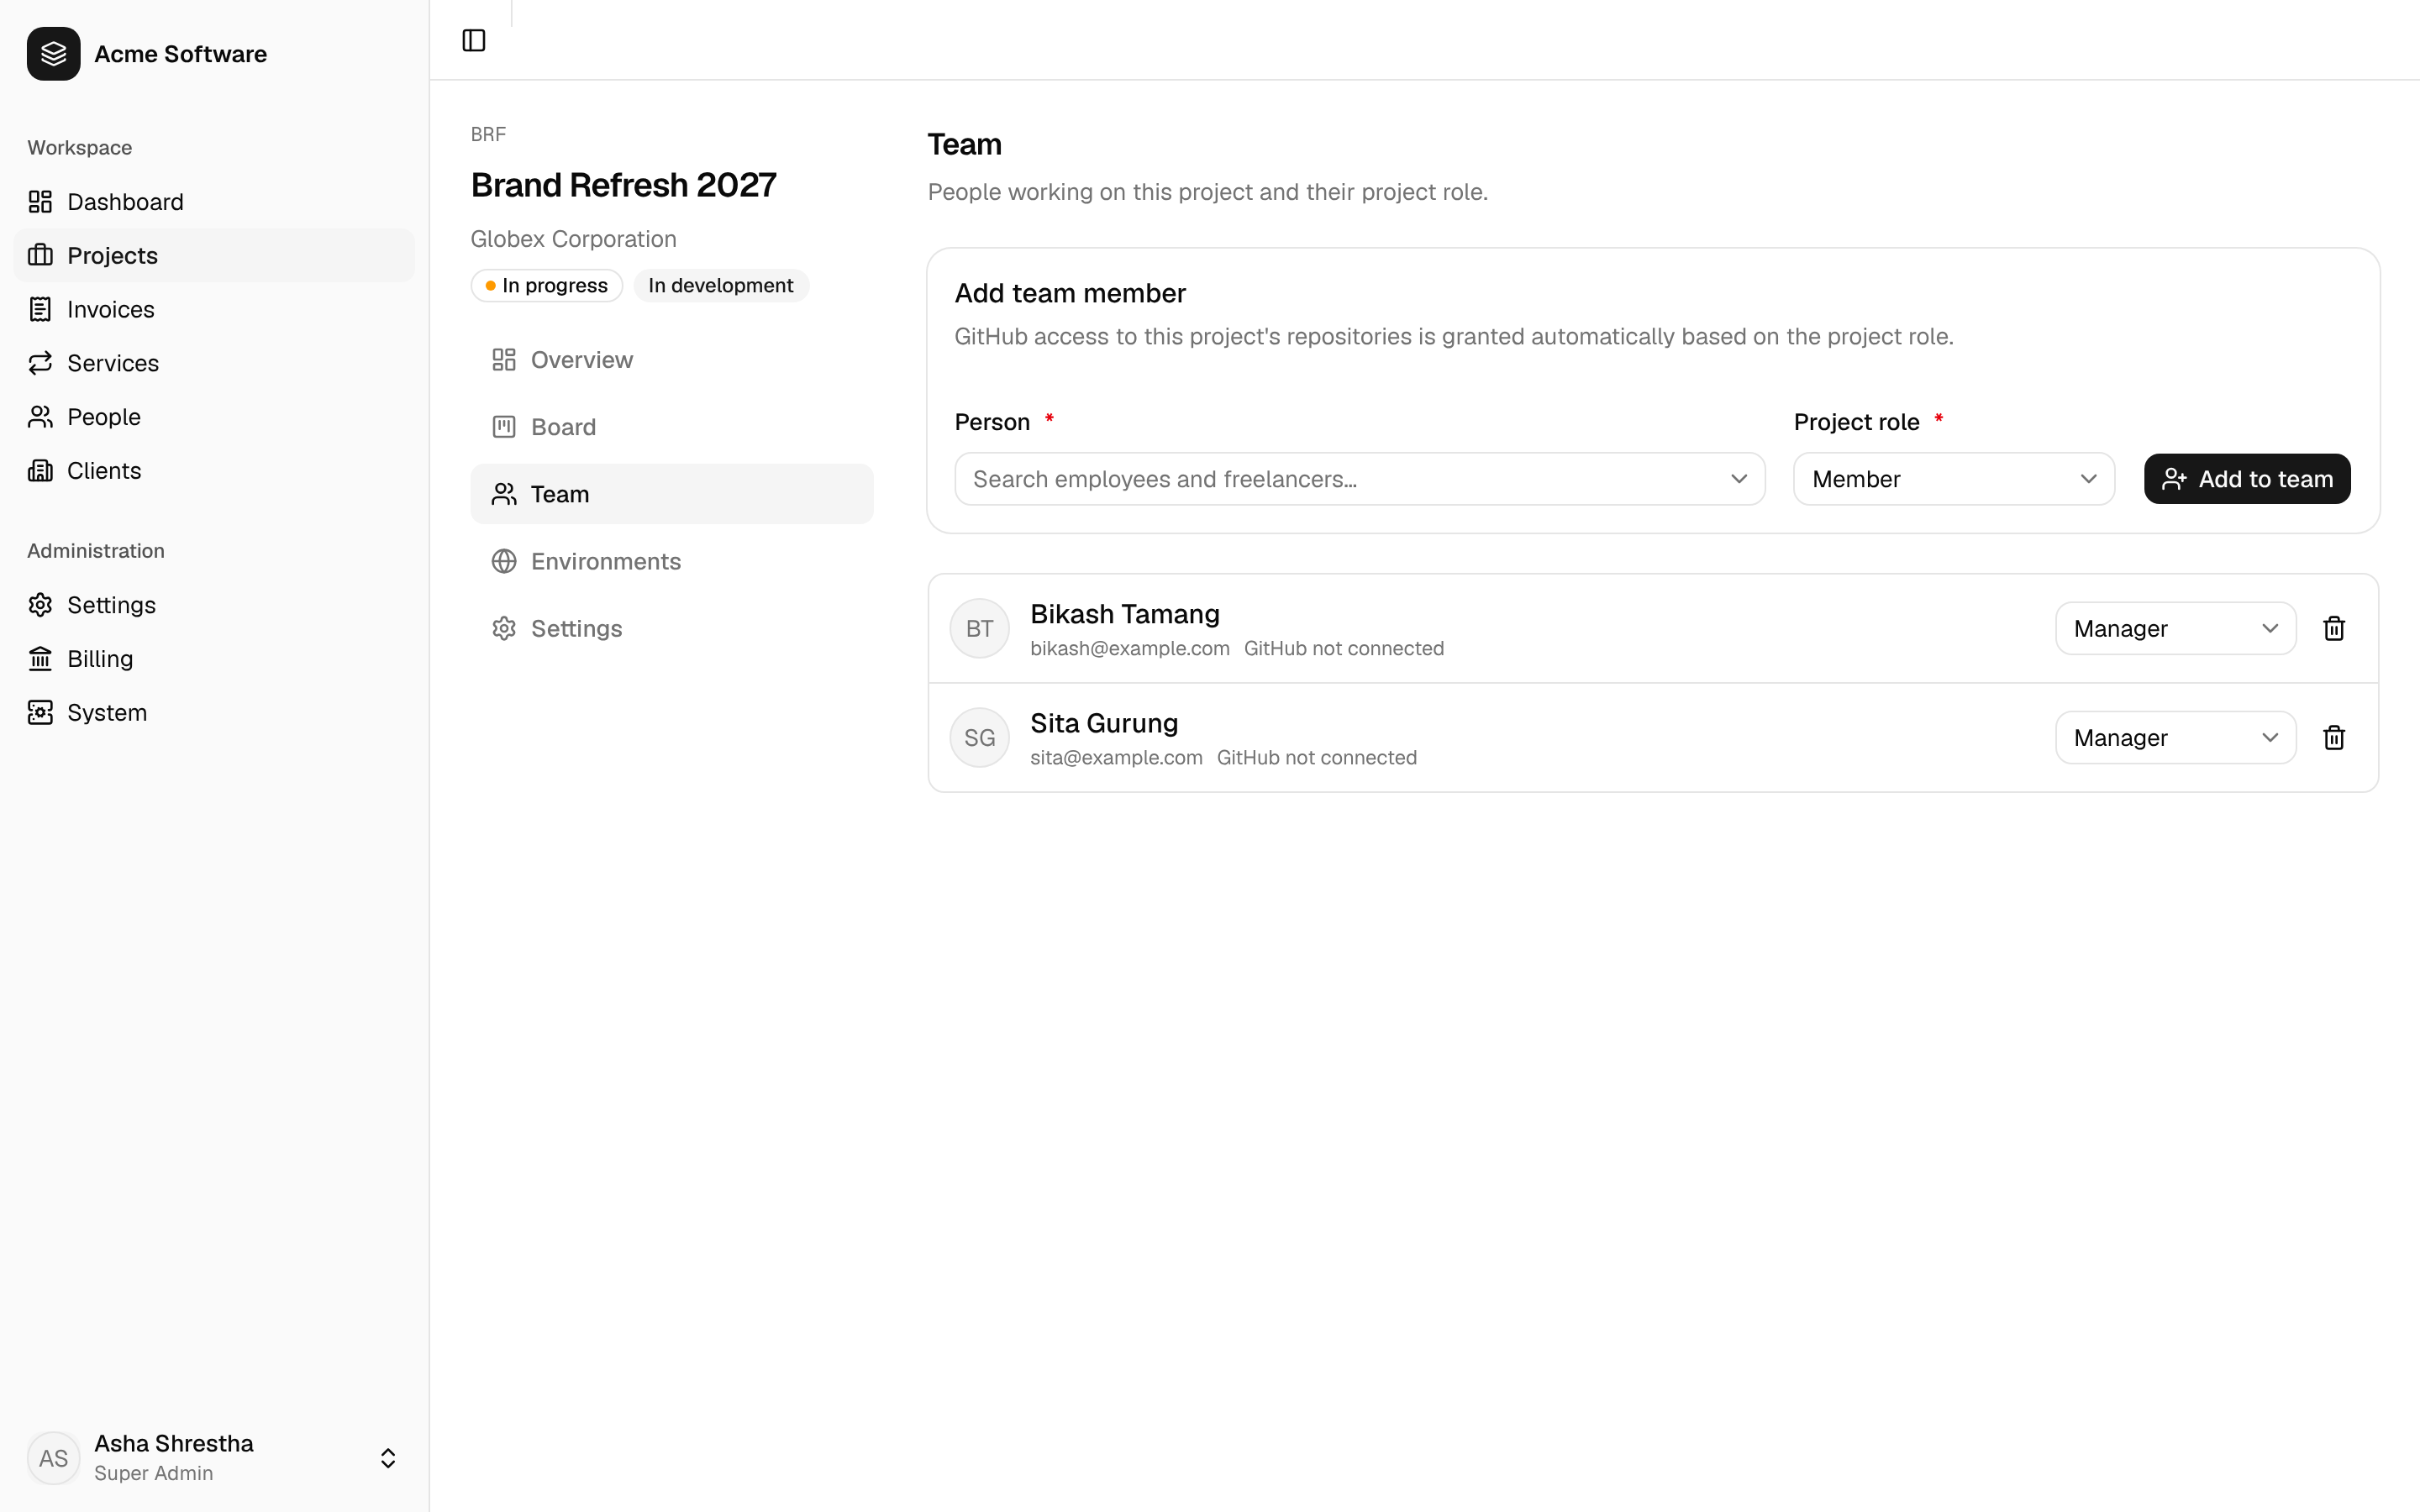 Acme Software
Workspace
Dashboard
Projects
Invoices
Services
People
Clients
Administration
Settings
Billing
System
AS
Asha Shrestha
Super Admin
BRF
Brand Refresh 2027
Globex Corporation
In progress
In development
Overview
Board
Team
Environments
Settings
Team
People working on this project and their project role.
Add team member
GitHub access to this project's repositories is granted automatically based on the project role.
Person *
Search employees and freelancers...
Project role *
Member
Add to team
BT
Bikash Tamang
bikash@example.com GitHub not connected
Manager
SG
Sita Gurung
sita@example.com GitHub not connected
Manager